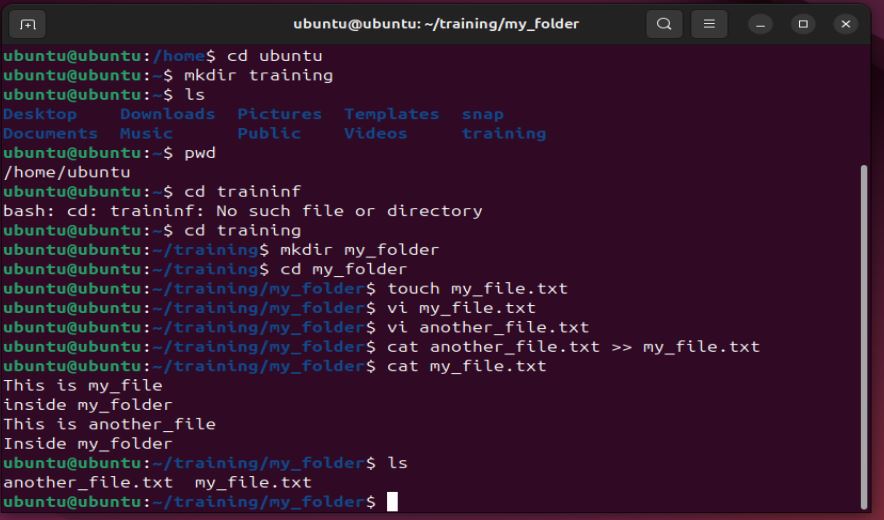 ubuntu@ubuntu: ~/training/my_folder
ubuntu@ubuntu:/home$ cd ubuntu
ubuntu@ubuntu:~$ mkdir training
ubuntu@ubuntu:~$ ls
Desktop    Downloads  Pictures  Templates  snap
Documents  Music      Public    Videos     training
ubuntu@ubuntu:~$ pwd
/home/ubuntu
ubuntu@ubuntu:~$ cd traininf
bash: cd: traininf: No such file or directory
ubuntu@ubuntu:~$ cd training
ubuntu@ubuntu:~/training$ mkdir my_folder
ubuntu@ubuntu:~/training$ cd my_folder
ubuntu@ubuntu:~/training/my_folder$ touch my_file.txt
ubuntu@ubuntu:~/training/my_folder$ vi my_file.txt
ubuntu@ubuntu:~/training/my_folder$ vi another_file.txt
ubuntu@ubuntu:~/training/my_folder$ cat another_file.txt >> my_file.txt
ubuntu@ubuntu:~/training/my_folder$ cat my_file.txt
This is my_file
inside my_folder
This is another_file
Inside my_folder
ubuntu@ubuntu:~/training/my_folder$ ls
another_file.txt  my_file.txt
ubuntu@ubuntu:~/training/my_folder$